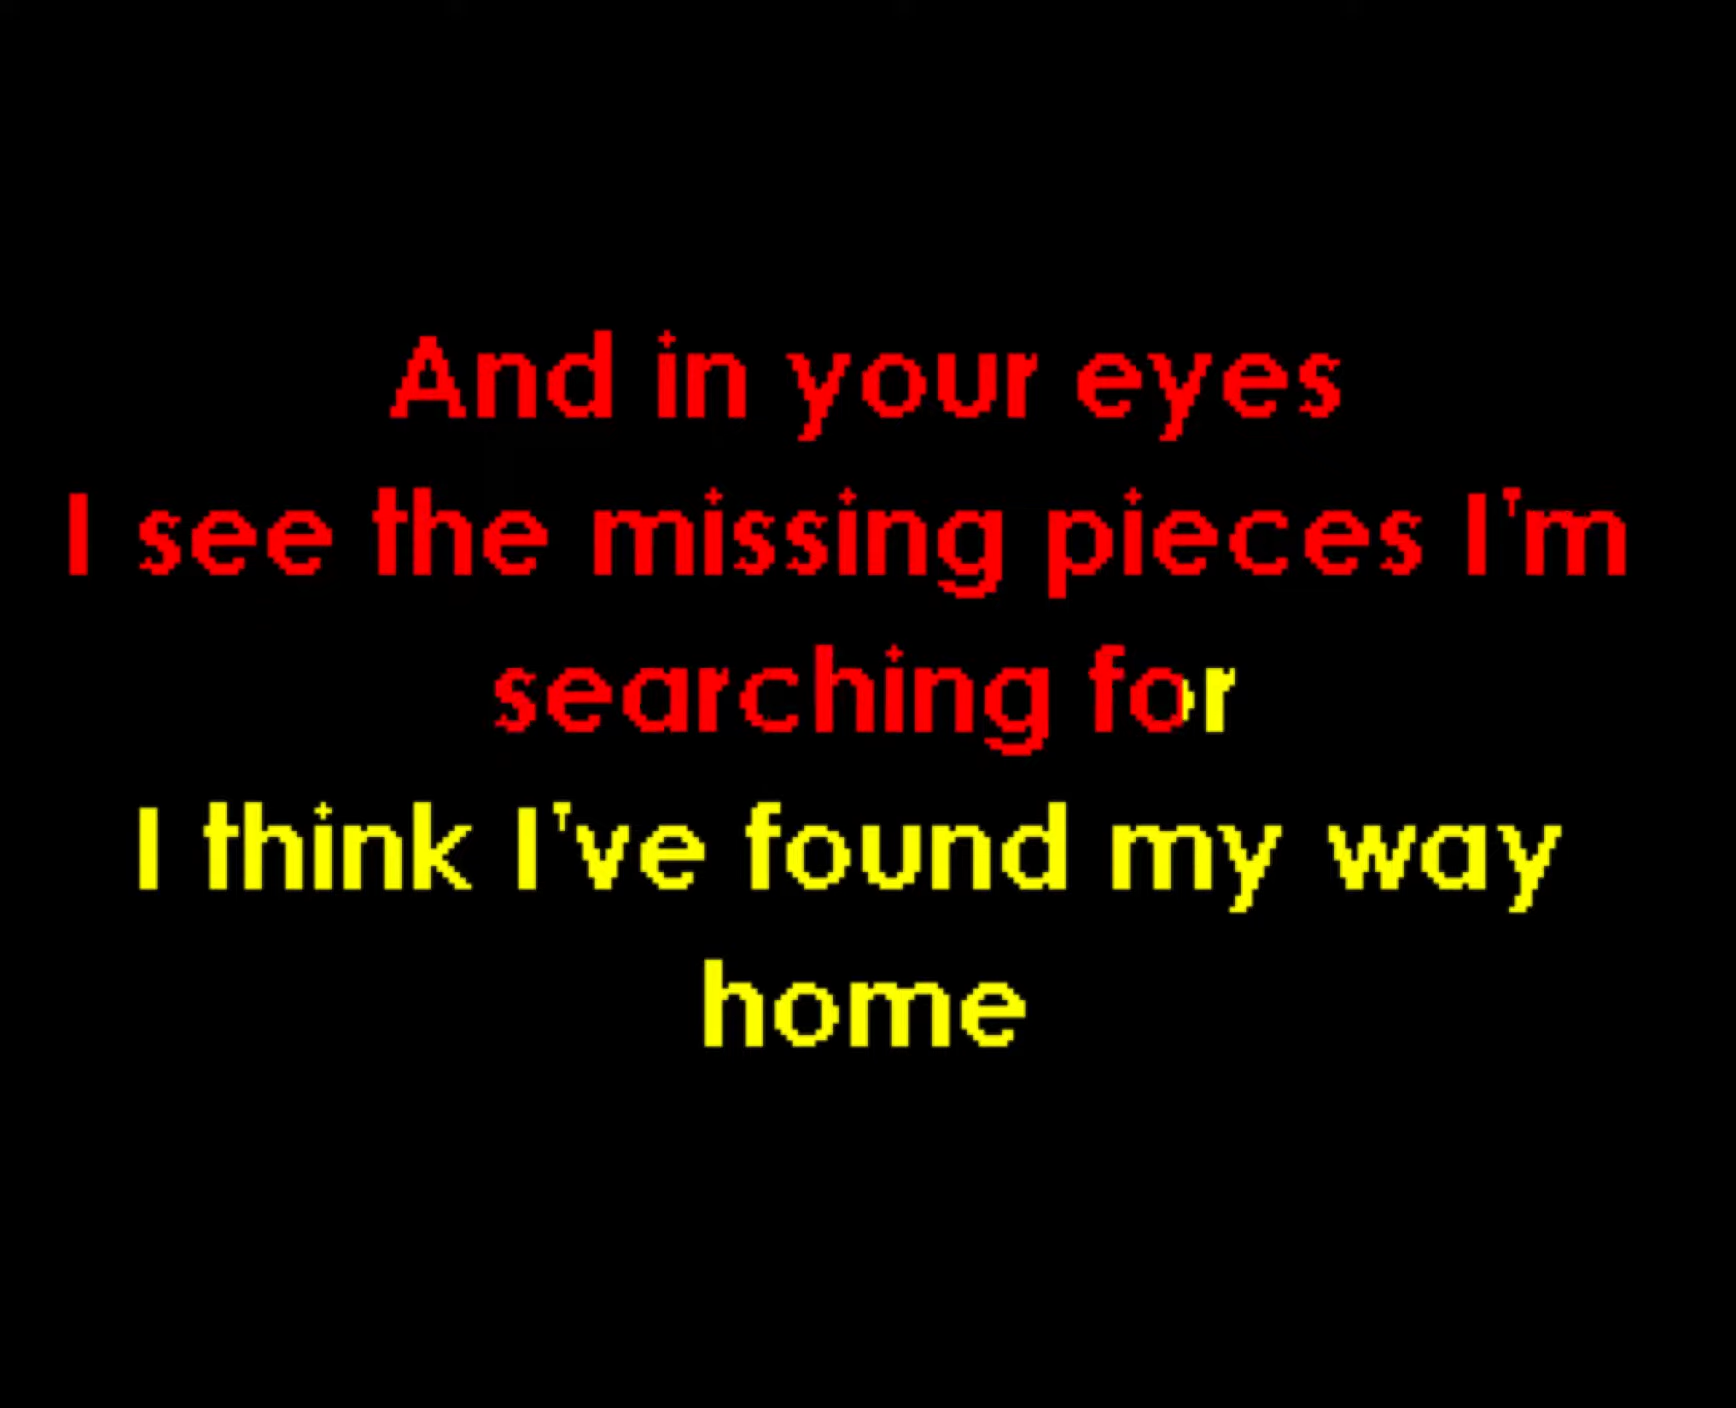 And in your eyes
I see the missing pieces I'm
searching for
I think I've found my way
home